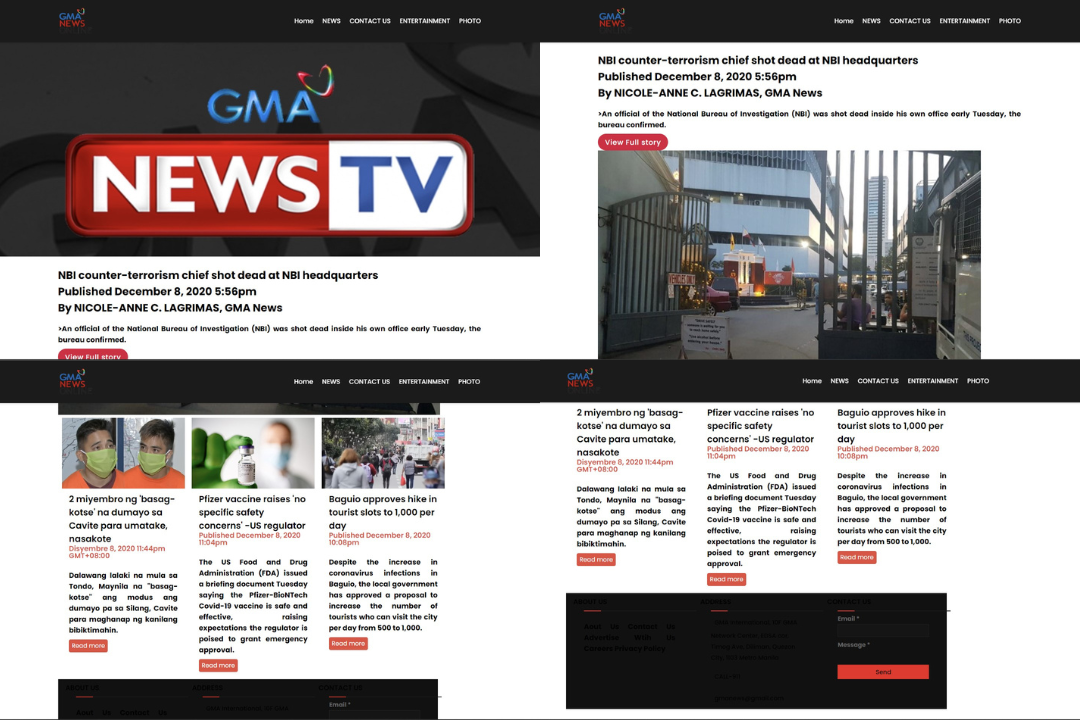 GMA
NEWS
Home NEWS CONTACT US ENTERTAINMENT PHOTO
GMA
NEWS TV
NBI counter-terrorism chief shot dead at NBI headquarters
Published December 8, 2020 5:56pm
By NICOLE-ANNE C. LAGRIMAS, GMA News
>An official of the National Bureau of Investigation (NBI) was shot dead inside his own office early Tuesday, the
bureau confirmed.
View Full story
GMA
NEWS
Home NEWS CONTACT US ENTERTAINMENT PHOTO
NBI counter-terrorism chief shot dead at NBI headquarters
Published December 8, 2020 5:56pm
By NICOLE-ANNE C. LAGRIMAS, GMA News
>An official of the National Bureau of Investigation (NBI) was shot dead inside his own office early Tuesday, the
bureau confirmed.
View Full story
GMA
NEWS
Home NEWS CONTACT US ENTERTAINMENT PHOTO
2 miyembro ng 'basag-
kotse' na dumayo sa
Cavite para umatake,
nasakote
Disyembre 8, 2020 11:44pm
GMT+08:00
Dalawang lalaki na mula sa
Tondo, Maynila na "basag-
kotse" ang modus ang
dumayo pa sa Silang, Cavite
para maghanap ng kanilang
bibiktimahin.
Read more
Pfizer vaccine raises 'no
specific safety
concerns' -US regulator
Published December 8, 2020
11:04pm
The US Food and Drug
Administration (FDA) issued
a briefing document Tuesday
saying the Pfizer-BioNTech
Covid-19 vaccine is safe and
effective, raising
expectations the regulator is
poised to grant emergency
approval.
Read more
Baguio approves hike in
tourist slots to 1,000 per
day
Published December 8, 2020
10:08pm
Despite the increase in
coronavirus infections in
Baguio, the local government
has approved a proposal to
increase the number of
tourists who can visit the city
per day from 500 to 1,000.
Read more
ABOUT US
ADDRESS
CONTACT US
Email *
GMA
NEWS
Home NEWS CONTACT US ENTERTAINMENT PHOTO
2 miyembro ng 'basag-
kotse' na dumayo sa
Cavite para umatake,
nasakote
Disyembre 8, 2020 11:44pm
GMT+08:00
Dalawang lalaki na mula sa
Tondo, Maynila na "basag-
kotse" ang modus ang
dumayo pa sa Silang, Cavite
para maghanap ng kanilang
bibiktimahin.
Read more
Pfizer vaccine raises 'no
specific safety
concerns' -US regulator
Published December 8, 2020
11:04pm
The US Food and Drug
Administration (FDA) issued
a briefing document Tuesday
saying the Pfizer-BioNTech
Covid-19 vaccine is safe and
effective, raising
expectations the regulator is
poised to grant emergency
approval.
Read more
Baguio approves hike in
tourist slots to 1,000 per
day
Published December 8, 2020
10:08pm
Despite the increase in
coronavirus infections in
Baguio, the local government
has approved a proposal to
increase the number of
tourists who can visit the city
per day from 500 to 1,000.
Read more
ABOUT US
Contact Us
Advertise With Us
Careers Privacy Policy
ADDRESS
CONTACT US
Email *
Message *
Send